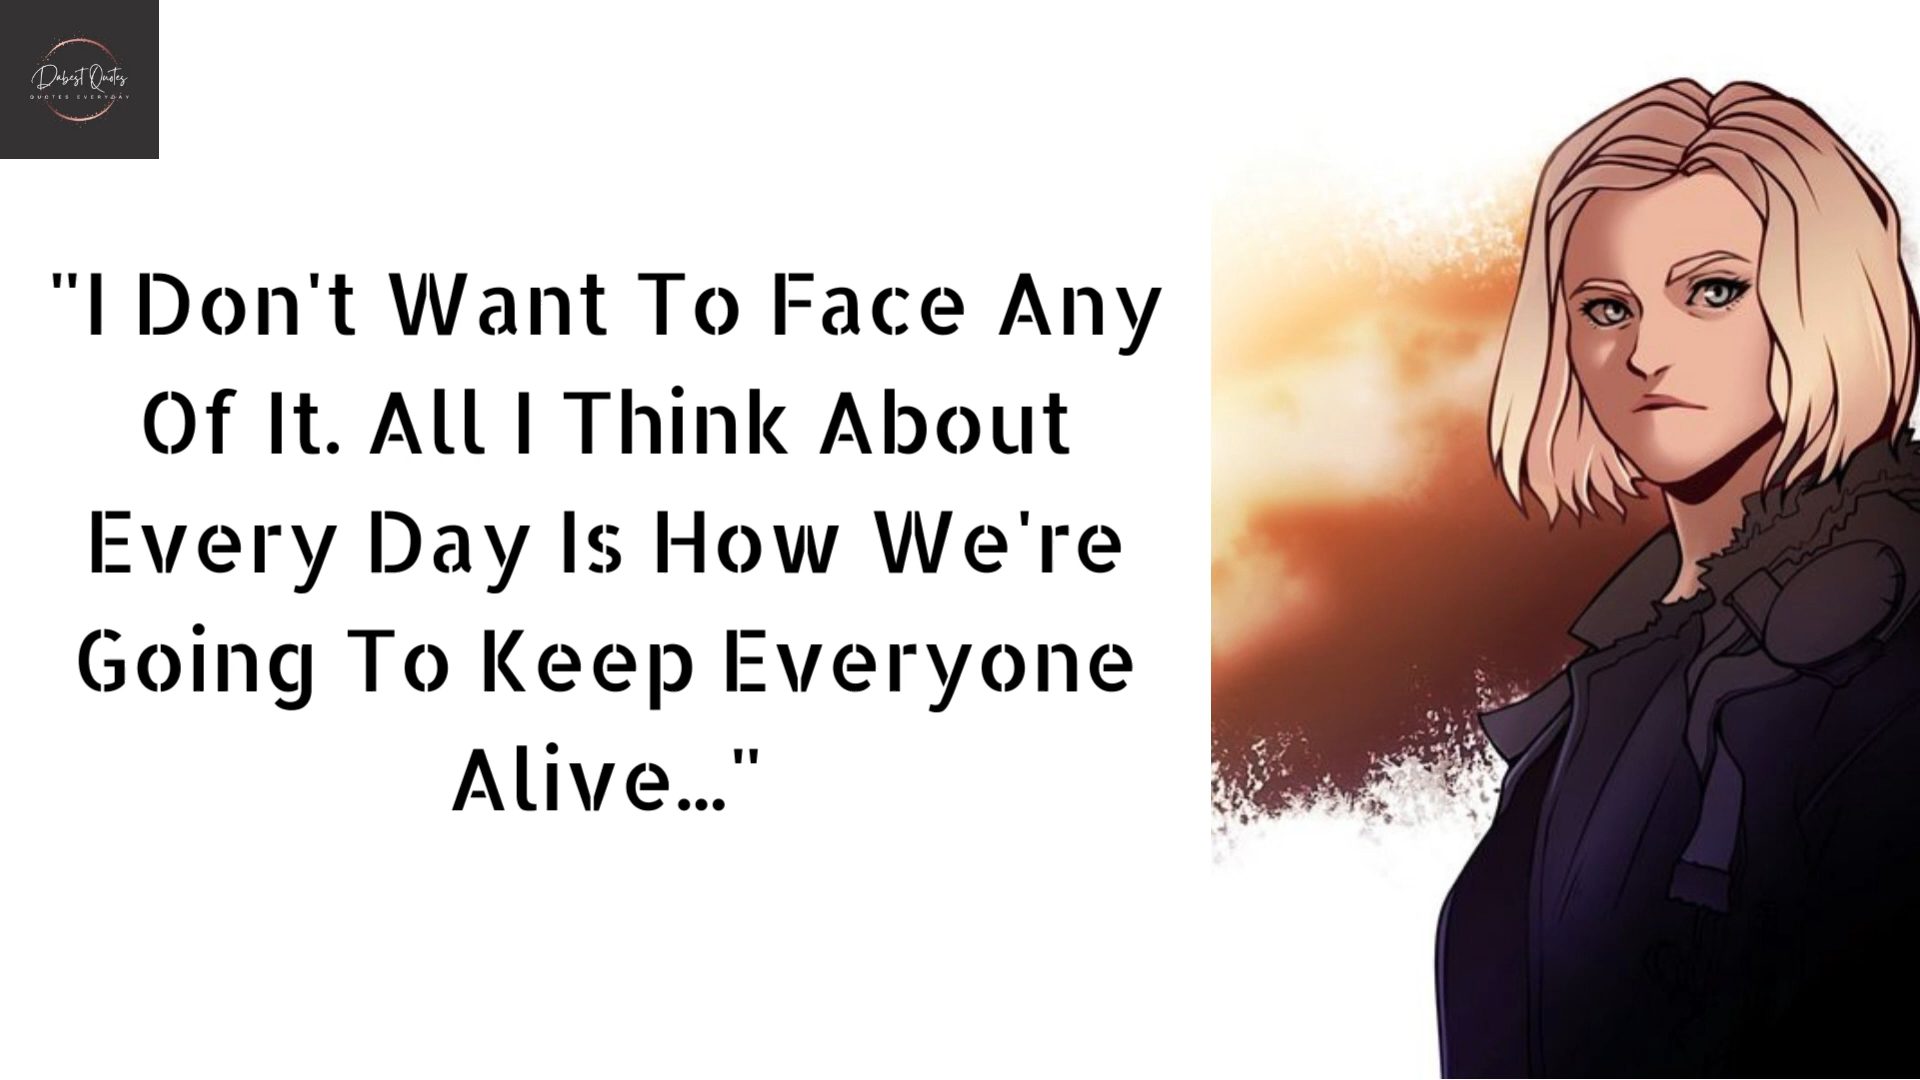 Dabest Quotes
QUOTES EVERYDAY
"I Don't Want To Face Any
Of It. All I Think About
Every Day Is How We're
Going To Keep Everyone
Alive..."